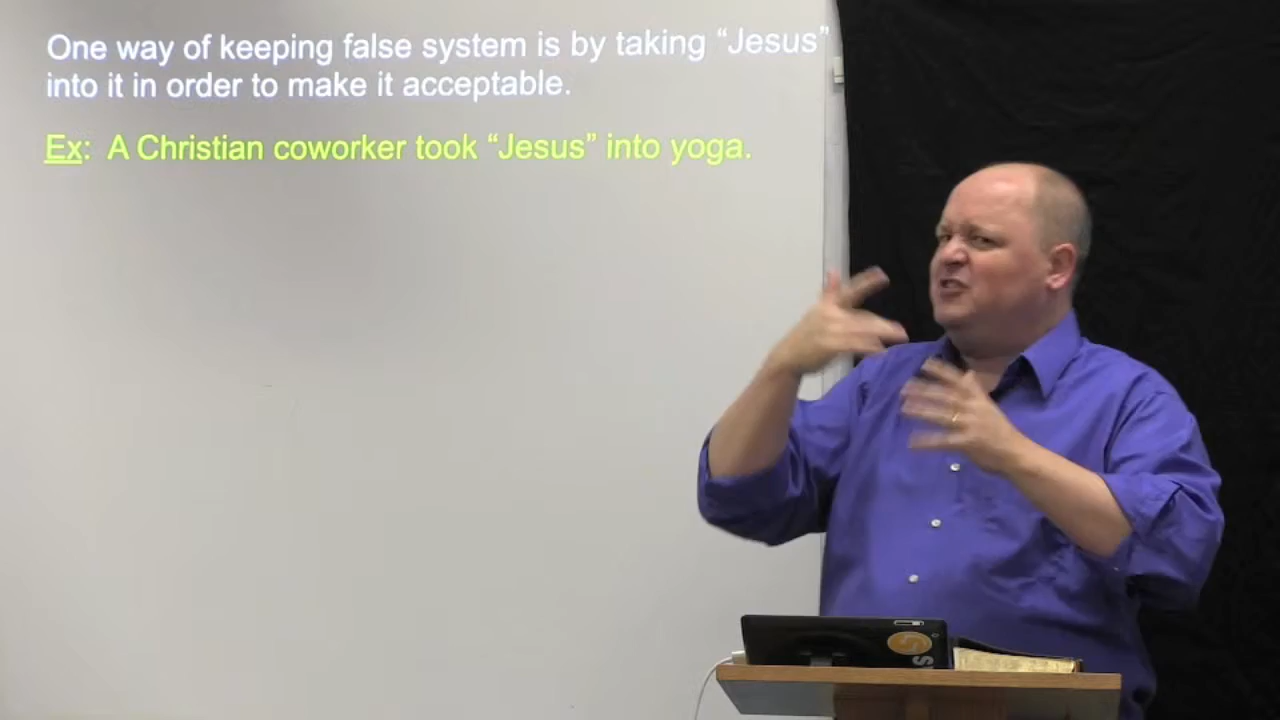 One way of keeping false system is by taking “Jesus”
into it in order to make it acceptable.
Ex: A Christian coworker took “Jesus” into yoga.